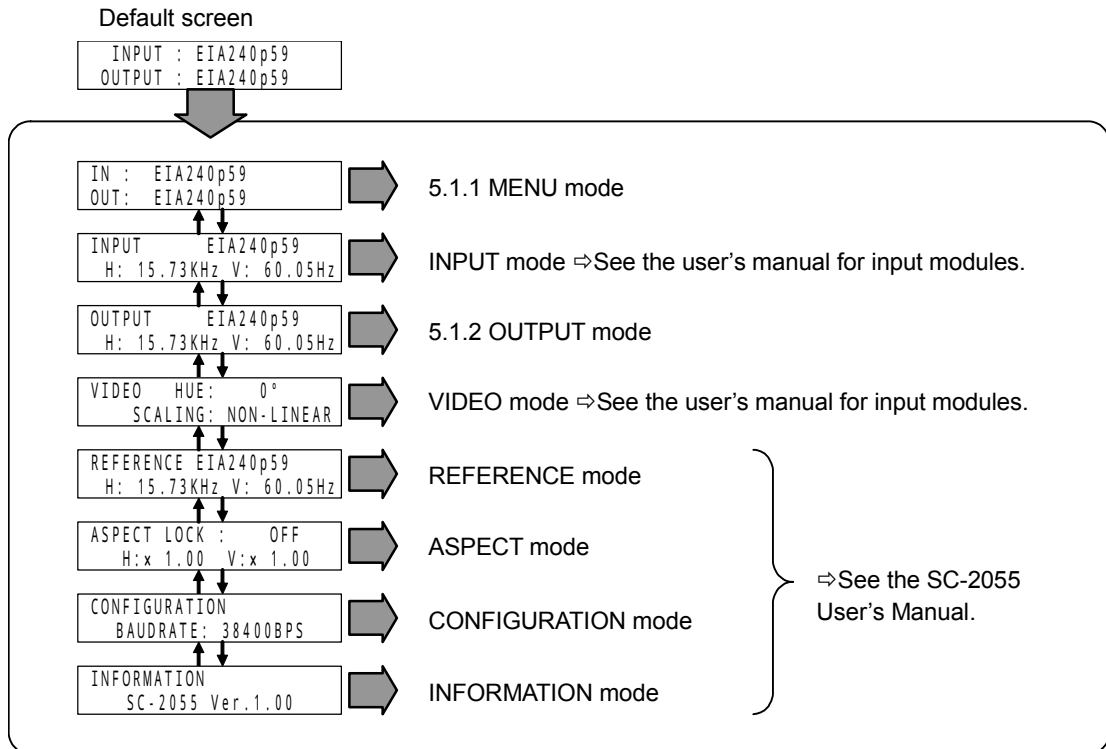 Default screen
INPUT : EIA240p59
OUTPUT : EIA240p59
IN : EIA240p59
OUT: EIA240p59
5.1.1 MENU mode
INPUT EIA240p59
H: 15.73KHz V: 60.05Hz
INPUT mode ⇨See the user’s manual for input modules.
OUTPUT EIA240p59
H: 15.73KHz V: 60.05Hz
5.1.2 OUTPUT mode
VIDEO HUE: 0°
SCALING: NON-LINEAR
VIDEO mode ⇨See the user’s manual for input modules.
REFERENCE EIA240p59
H: 15.73KHz V: 60.05Hz
REFERENCE mode
ASPECT LOCK : OFF
H:x 1.00 V:x 1.00
ASPECT mode
⇨See the SC-2055
User’s Manual.
CONFIGURATION
BAUDRATE: 38400BPS
CONFIGURATION mode
INFORMATION
SC-2055 Ver.1.00
INFORMATION mode